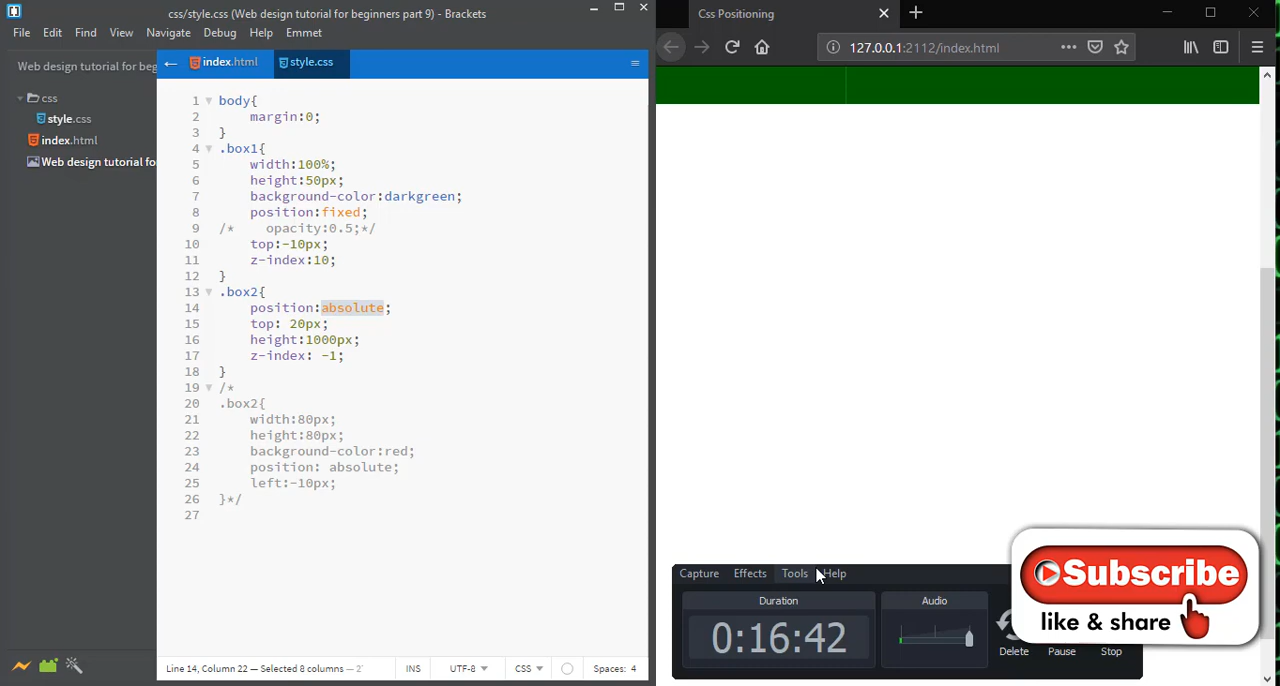 css/style.css (Web design tutorial for beginners part 9) - Brackets
File Edit Find View Navigate Debug Help Emmet
Web design tutorial for beg
css
style.css
index.html
Web design tutorial fo
index.html style.css
1 body{
2 margin:0;
3 }
4 .box1{
5 width:100%;
6 height:50px;
7 background-color:darkgreen;
8 position:fixed;
9 /* opacity:0.5;*/
10 top:-10px;
11 z-index:10;
12 }
13 .box2{
14 position:absolute;
15 top: 20px;
16 height:1000px;
17 z-index: -1;
18 }
19 /*
20 .box2{
21 width:80px;
22 height:80px;
23 background-color:red;
24 position: absolute;
25 left:-10px;
26 }*/
27
Line 14, Column 22 — Selected 8 columns — 2
INS UTF-8 CSS Spaces: 4
Css Positioning
127.0.0.1:2112/index.html
Capture Effects Tools Help
Duration Audio
0:16:42
Delete Pause Stop
Subscribe
like & share